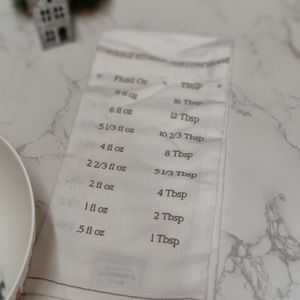 Fluid Oz TBSP
8 fl oz 16 Tbsp
6 fl oz 12 Tbsp
5 1/3 fl oz 10 2/3 Tbsp
4 fl oz 8 Tbsp
2 2/3 fl oz 5 1/3 Tbsp
2 fl oz 4 Tbsp
1 fl oz 2 Tbsp
.5 fl oz 1 Tbsp